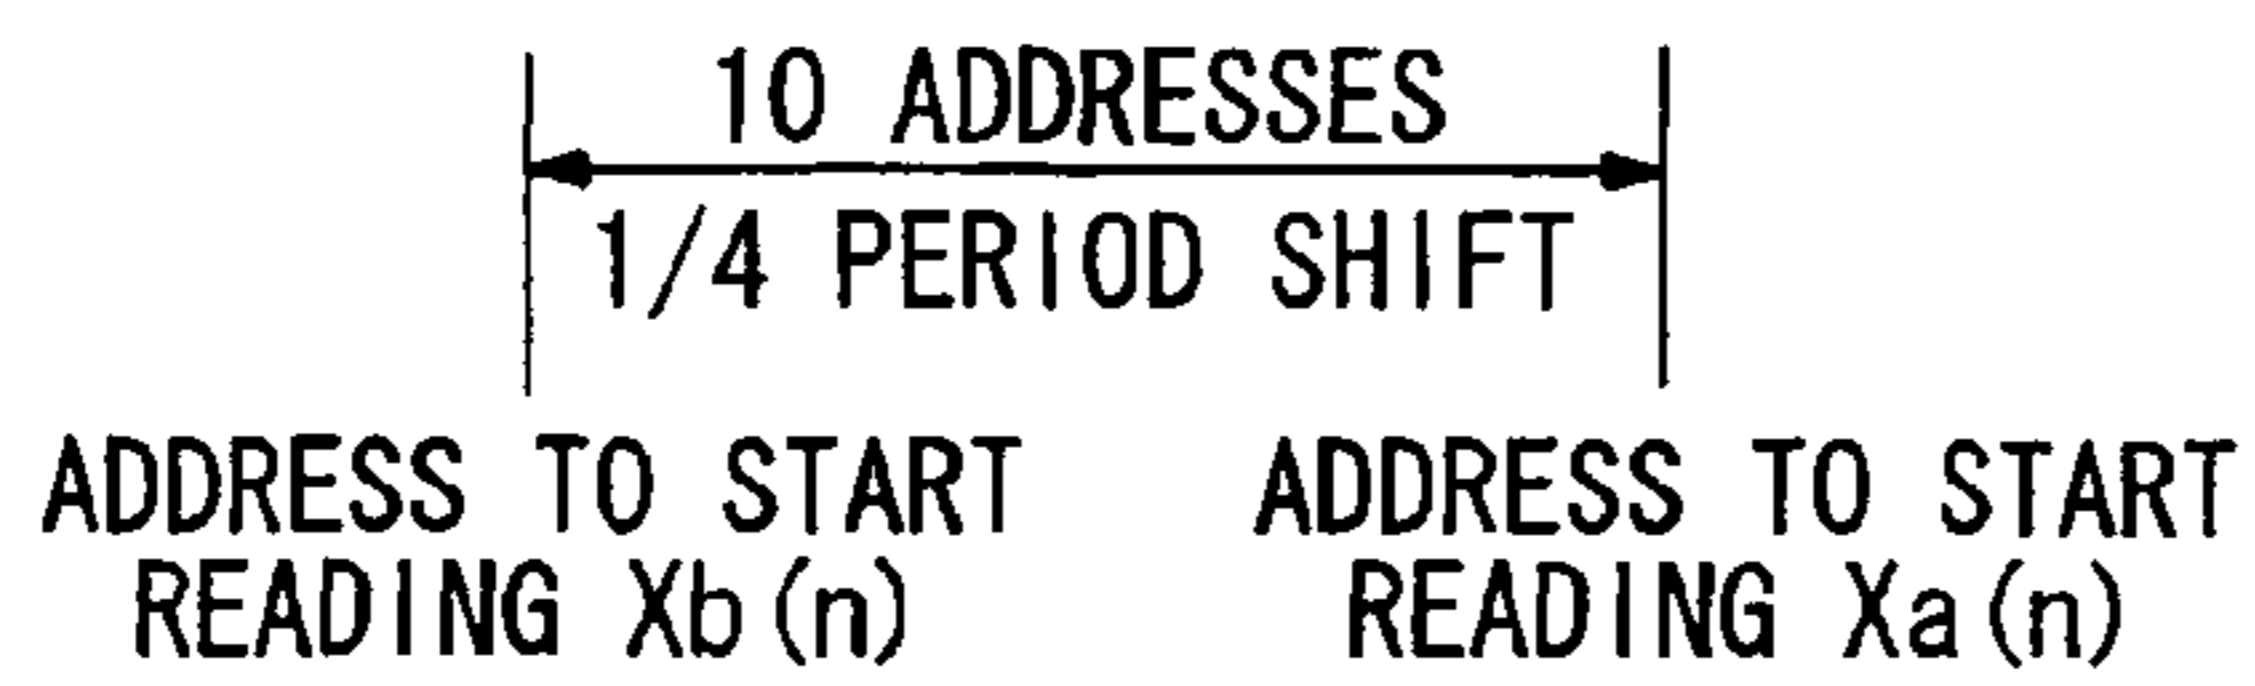 10 ADDRESSES
1/4 PERIOD SHIFT
ADDRESS TO START
READING Xb(n)
ADDRESS TO START
READING Xa(n)